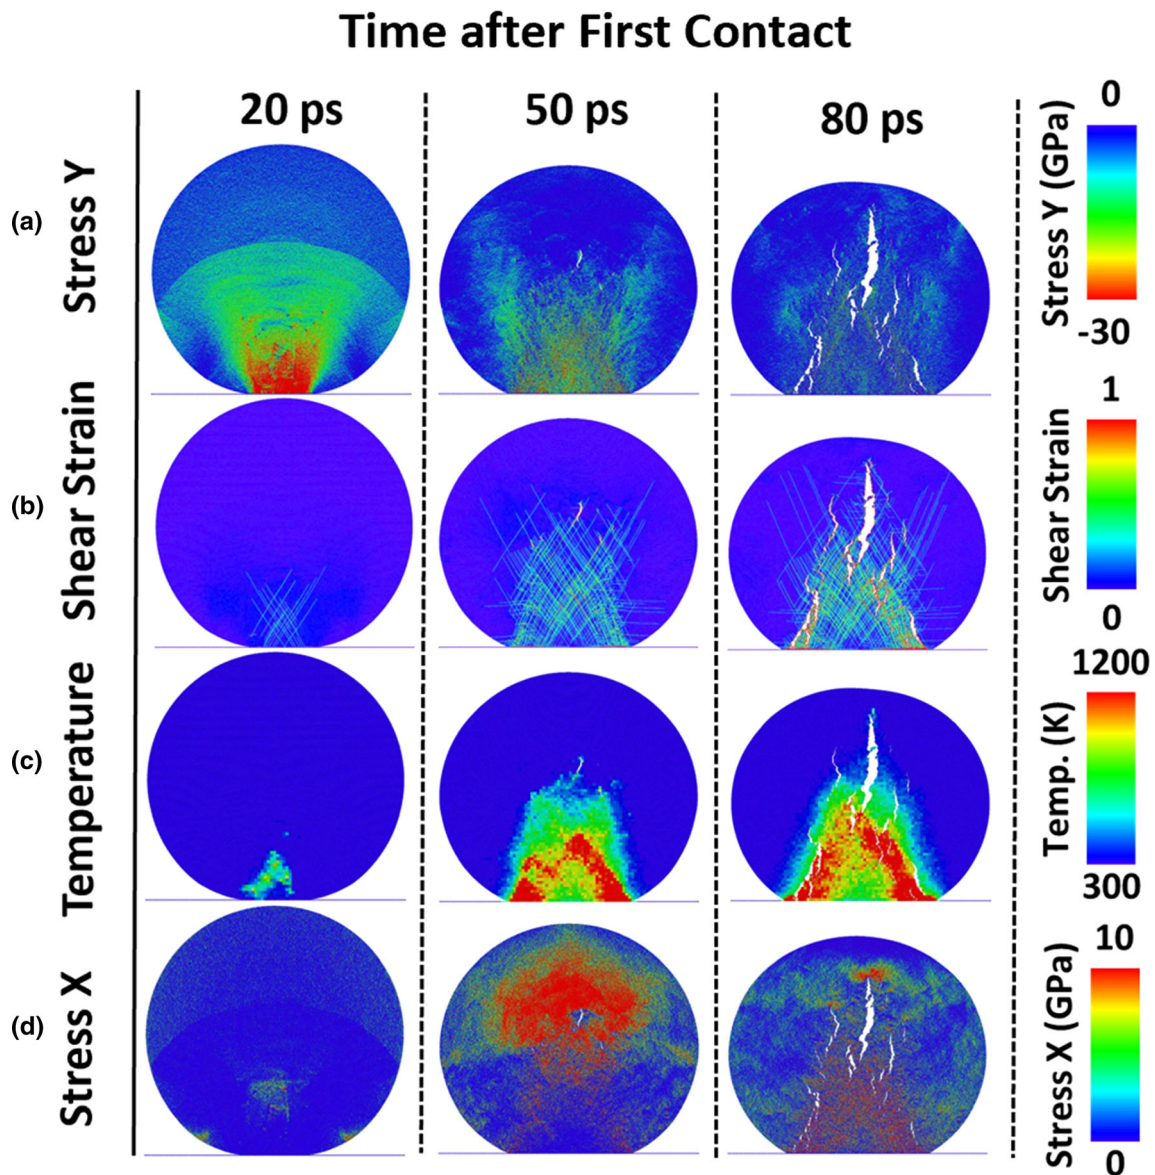 Time after First Contact
20 ps
50 ps
80 ps
(a)
Stress Y
0
Stress Y (GPa)
-30
(b)
Shear Strain
1
Shear Strain
0
(c)
Temperature
1200
Temp. (K)
300
(d)
Stress X
10
Stress X (GPa)
0